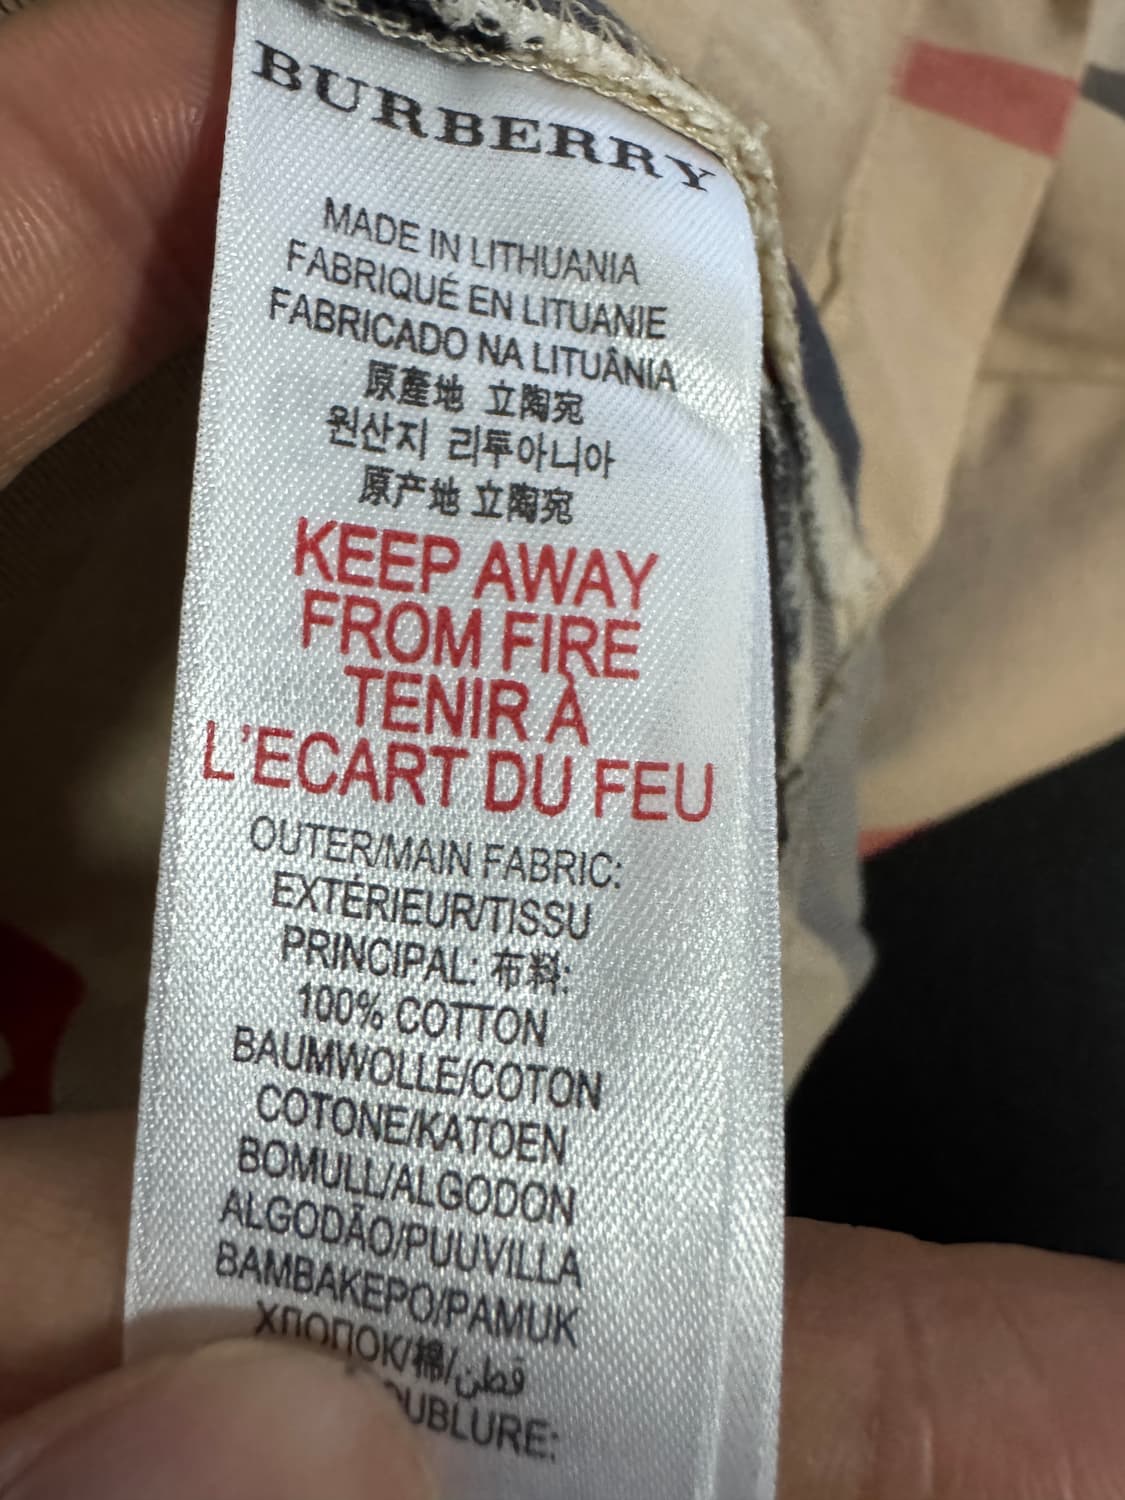 BURBERRY
MADE IN LITHUANIA
FABRIQUÉ EN LITUANIE
FABRICADO NA LITUÂNIA
原產地 立陶宛
원산지 리투아니아
原产地 立陶宛
KEEP AWAY
FROM FIRE
TENIR À
L'ECART DU FEU
OUTER/MAIN FABRIC:
EXTÉRIEUR/TISSU
PRINCIPAL: 布料:
100% COTTON
BAUMWOLLE/COTON
COTONE/KATOEN
BOMULL/ALGODON
ALGODÃO/PUUVILLA
BAMBAKEPO/PAMUK
ХЛОПОК/棉/قطن